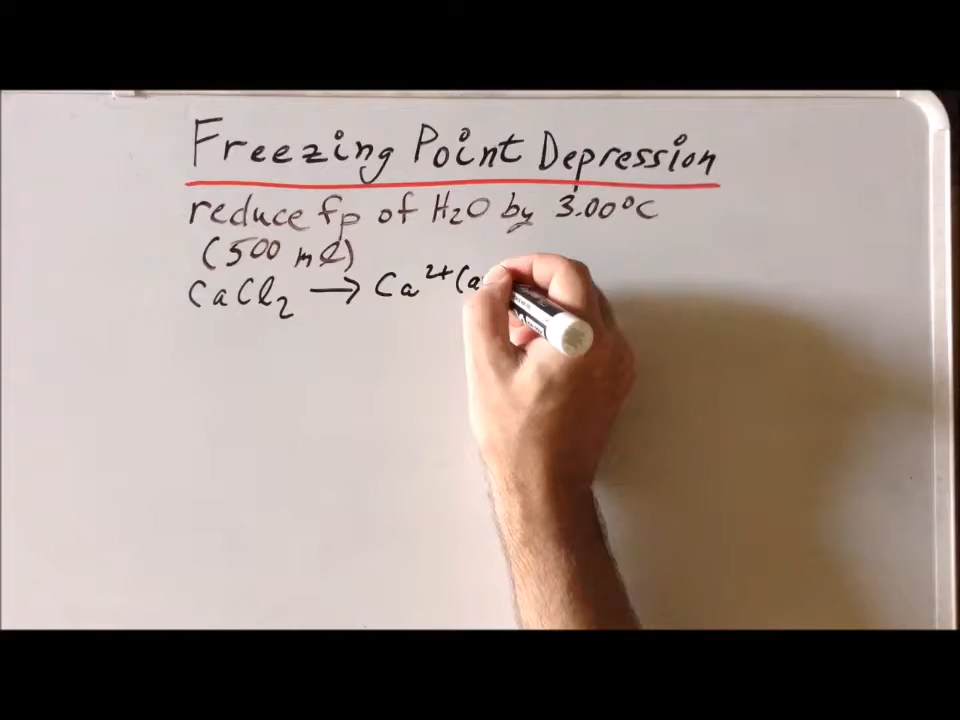 Freezing Point Depression
reduce fp of H₂O by 3.00°C
(500 ml)
CaCl₂ → Ca²⁺(a